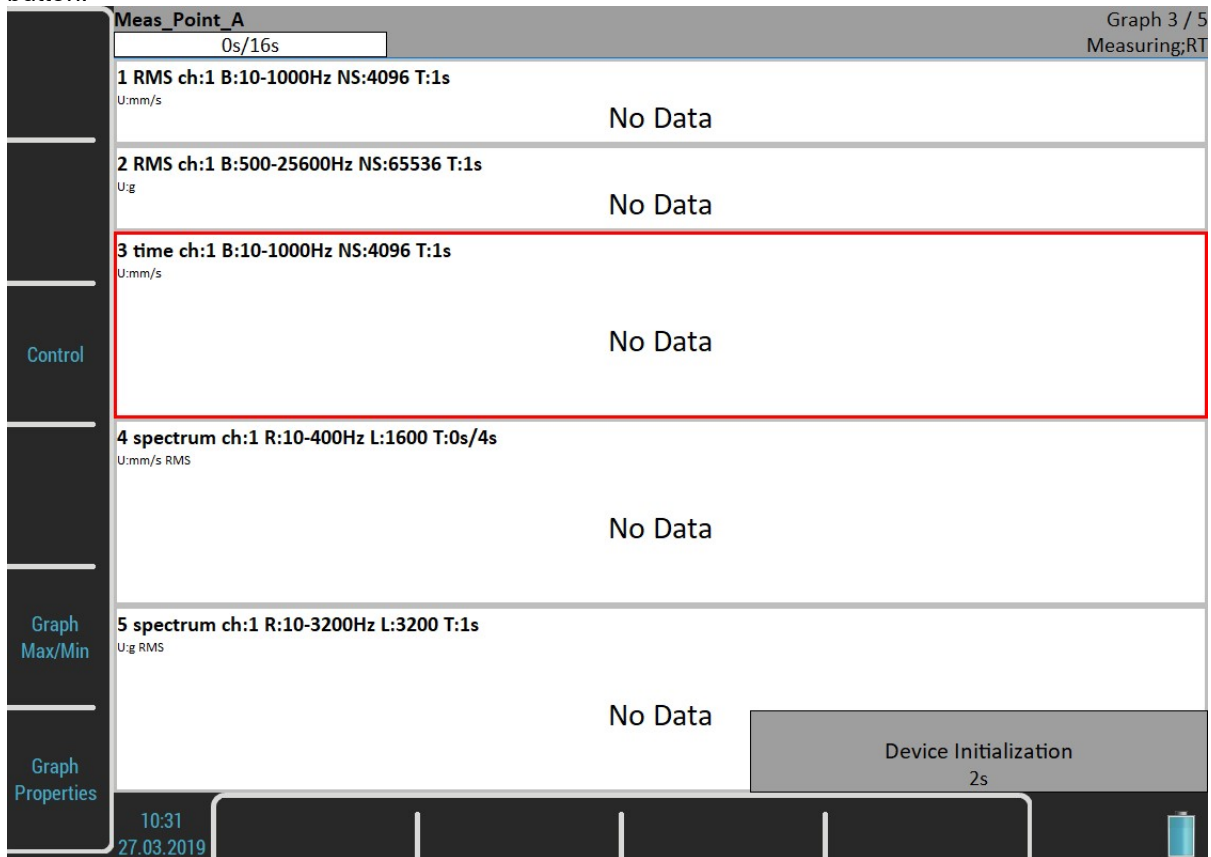 Meas_Point_A
Graph 3 / 5
0s/16s
Measuring;RT
1 RMS ch:1 B:10-1000Hz NS:4096 T:1s
U:mm/s
No Data
2 RMS ch:1 B:500-25600Hz NS:65536 T:1s
U:g
No Data
3 time ch:1 B:10-1000Hz NS:4096 T:1s
U:mm/s
No Data
Control
4 spectrum ch:1 R:10-400Hz L:1600 T:0s/4s
U:mm/s RMS
No Data
Graph
Max/Min
5 spectrum ch:1 R:10-3200Hz L:3200 T:1s
U:g RMS
No Data
Device Initialization
2s
Graph
Properties
10:31
27.03.2019